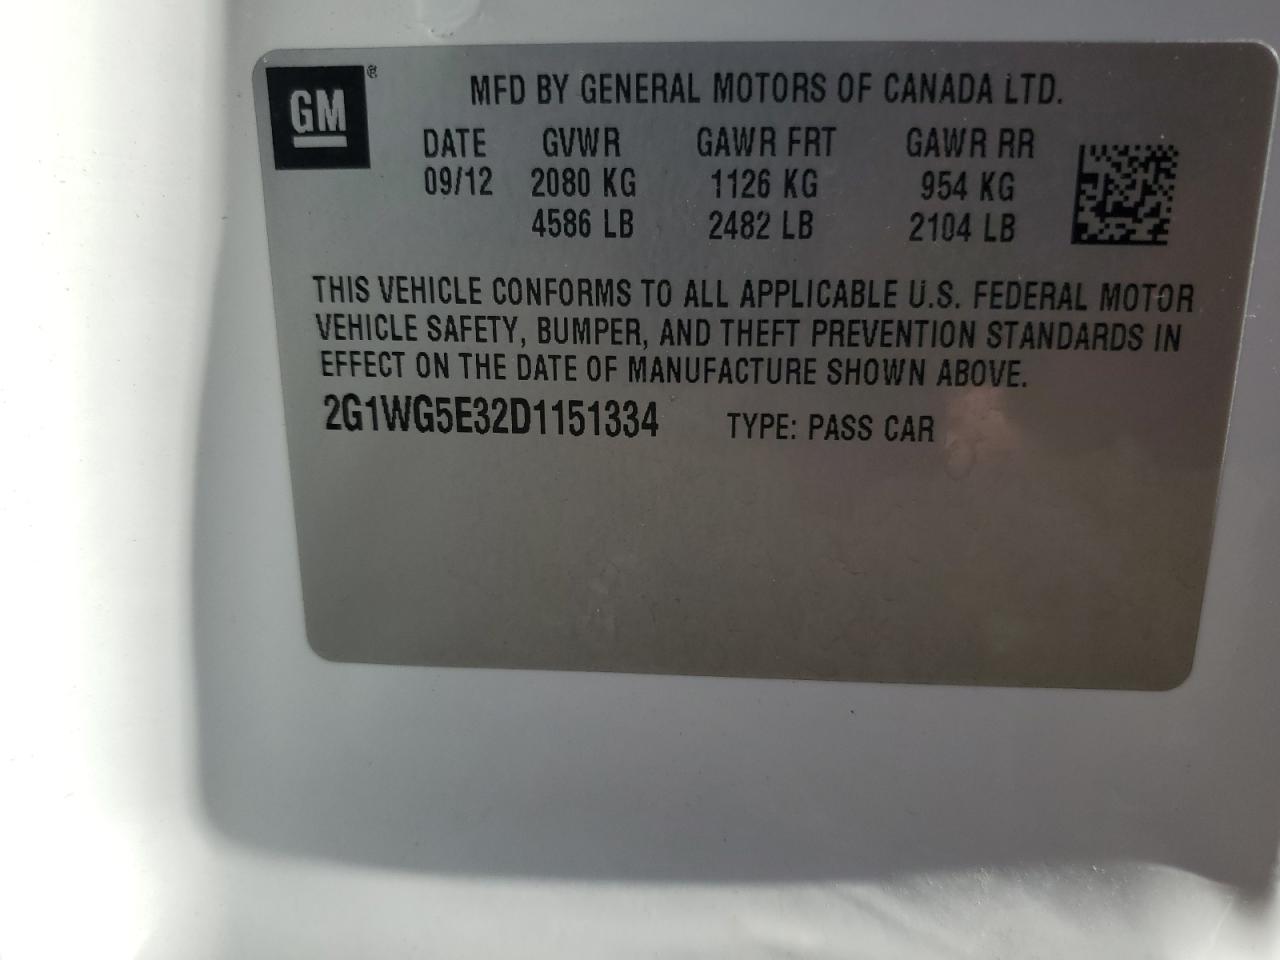 GM®
MFD BY GENERAL MOTORS OF CANADA LTD.
DATE GVWR GAWR FRT GAWR RR
09/12 2080 KG 1126 KG 954 KG
4586 LB 2482 LB 2104 LB
THIS VEHICLE CONFORMS TO ALL APPLICABLE U.S. FEDERAL MOTOR
VEHICLE SAFETY, BUMPER, AND THEFT PREVENTION STANDARDS IN
EFFECT ON THE DATE OF MANUFACTURE SHOWN ABOVE.
2G1WG5E32D1151334 TYPE: PASS CAR